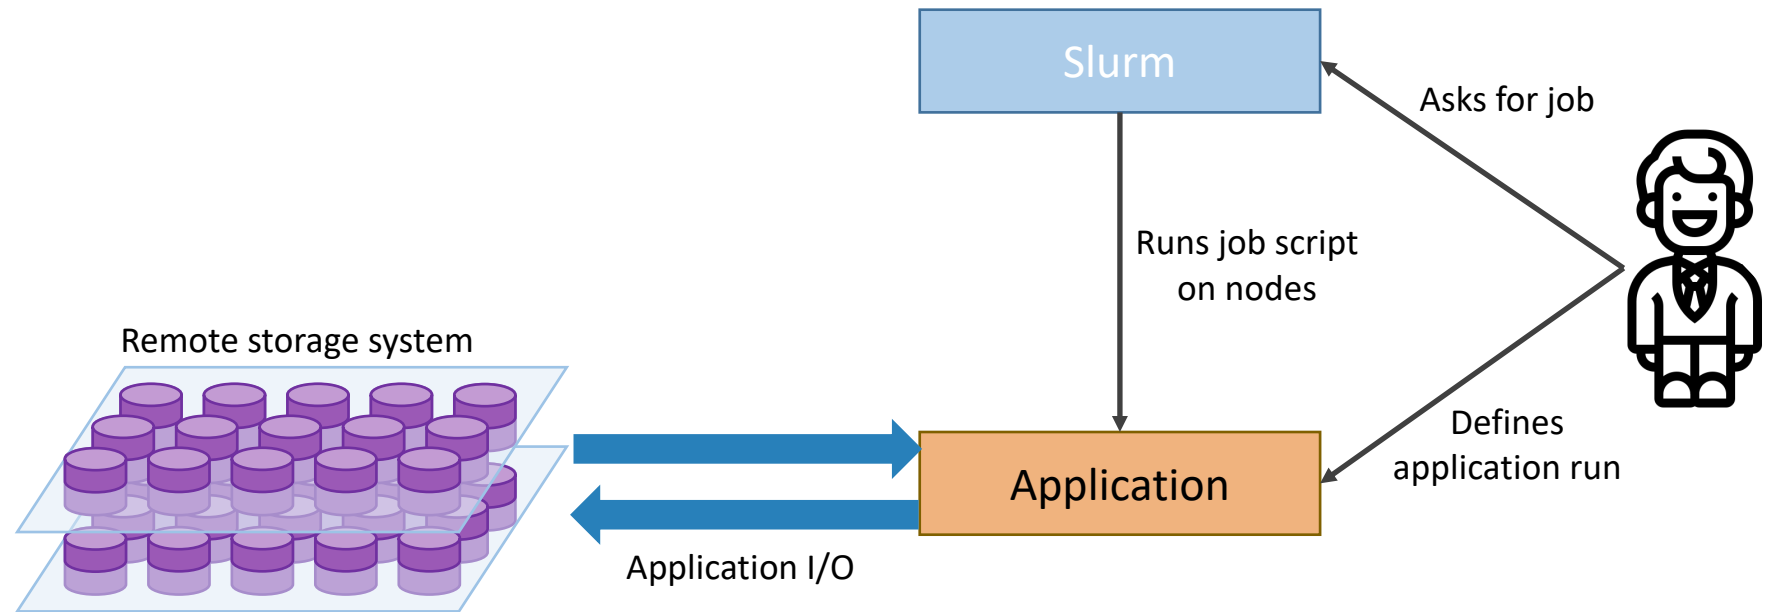 Slurm
Asks for job
Runs job script
on nodes
Remote storage system
Defines
application run
Application
Application I/O